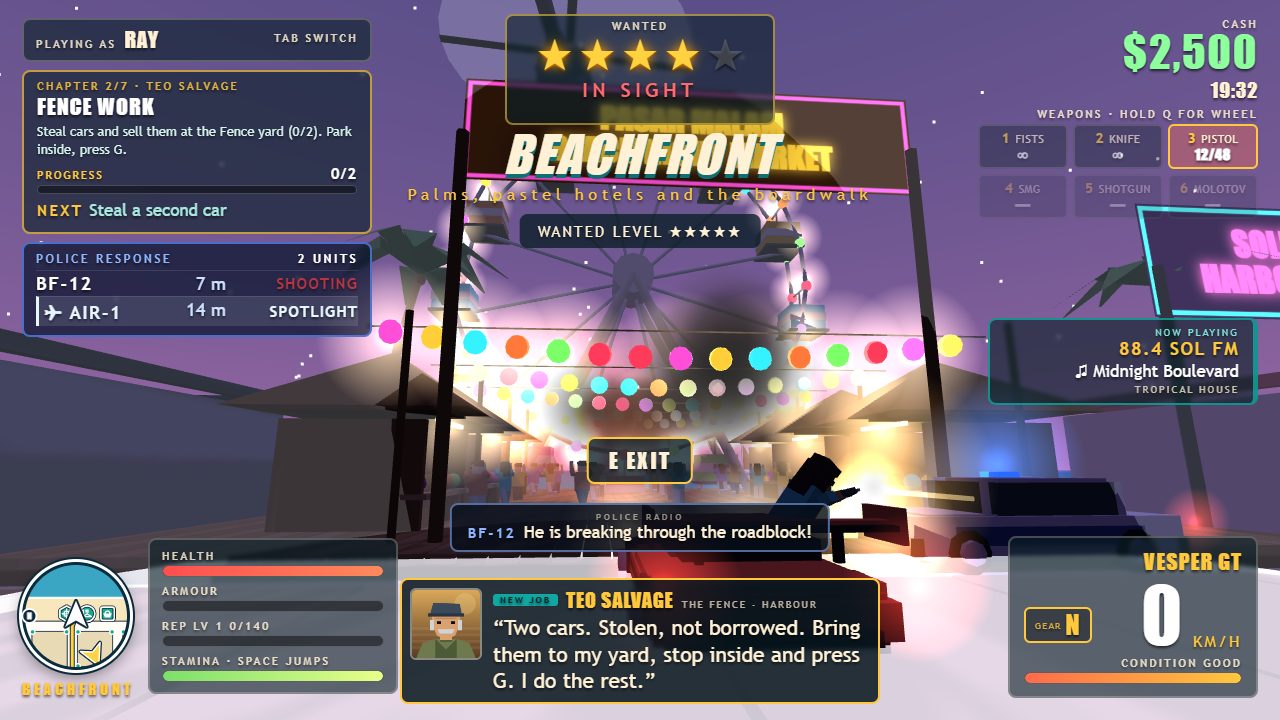 PLAYING AS RAY
TAB SWITCH
CHAPTER 2/7 · TEO SALVAGE
FENCE WORK
Steal cars and sell them at the Fence yard (0/2). Park
inside, press G.
PROGRESS 0/2
NEXT Steal a second car
POLICE RESPONSE 2 UNITS
BF-12 7 m SHOOTING
AIR-1 14 m SPOTLIGHT
WANTED
IN SIGHT
BEACHFRONT
Palms, pastel hotels and the boardwalk
WANTED LEVEL ★★★★★
CASH
$2,500
19:32
WEAPONS · HOLD Q FOR WHEEL
1 FISTS
∞
2 KNIFE
∞
3 PISTOL
12/48
4 SMG
—
5 SHOTGUN
—
6 MOLOTOV
—
NOW PLAYING
88.4 SOL FM
♫ Midnight Boulevard
TROPICAL HOUSE
E EXIT
POLICE RADIO
BF-12 He is breaking through the roadblock!
NEW JOB TEO SALVAGE THE FENCE · HARBOUR
“Two cars. Stolen, not borrowed. Bring
them to my yard, stop inside and press
G. I do the rest.”
HEALTH
ARMOUR
REP LV 1 0/140
STAMINA · SPACE JUMPS
BEACHFRONT
VESPER GT
GEAR N
0 KM/H
CONDITION GOOD